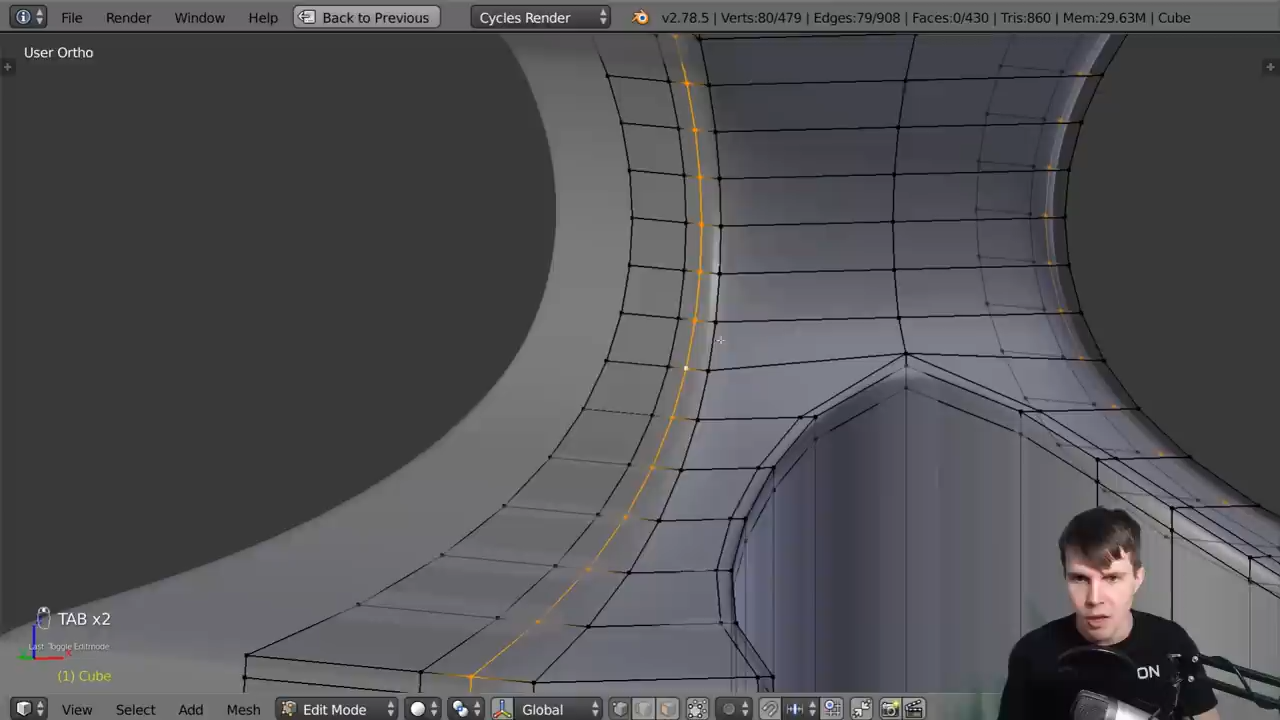 File Render Window Help Back to Previous Cycles Render v2.78.5 | Verts:80/479 | Edges:79/908 | Faces:0/430 | Tris:860 | Mem:29.63M | Cube
User Ortho
TAB x2
Last: Toggle Editmode
(1) Cube
ON
View Select Add Mesh Edit Mode Global